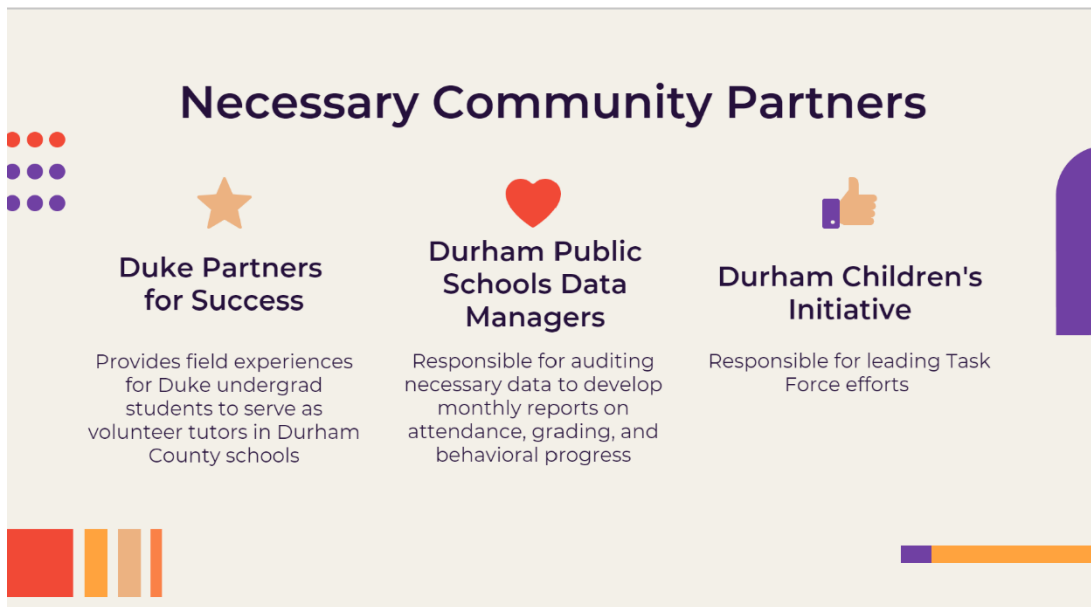 Necessary Community Partners
Duke Partners
for Success
Provides field experiences
for Duke undergrad
students to serve as
volunteer tutors in Durham
County schools
Durham Public
Schools Data
Managers
Responsible for auditing
necessary data to develop
monthly reports on
attendance, grading, and
behavioral progress
Durham Children's
Initiative
Responsible for leading Task
Force efforts